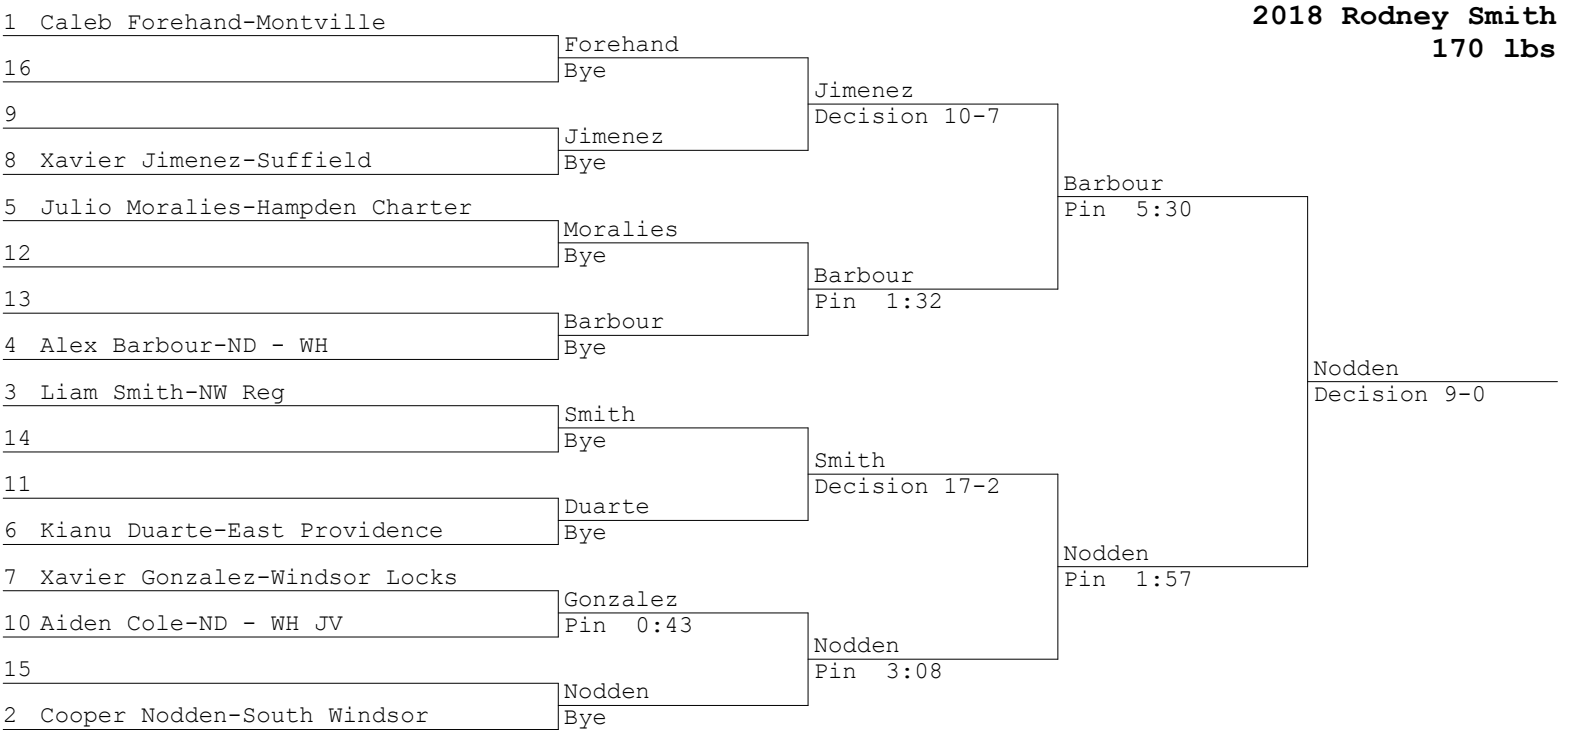 2018 Rodney Smith
170 lbs
1 Caleb Forehand-Montville
16
9
8 Xavier Jimenez-Suffield
5 Julio Moralies-Hampden Charter
12
13
4 Alex Barbour-ND - WH
3 Liam Smith-NW Reg
14
11
6 Kianu Duarte-East Providence
7 Xavier Gonzalez-Windsor Locks
10 Aiden Cole-ND - WH JV
15
2 Cooper Nodden-South Windsor
Forehand
Bye
Jimenez
Bye
Moralies
Bye
Barbour
Bye
Smith
Bye
Duarte
Bye
Gonzalez
Pin 0:43
Nodden
Bye
Jimenez
Decision 10-7
Barbour
Pin 1:32
Smith
Decision 17-2
Nodden
Pin 3:08
Barbour
Pin 5:30
Nodden
Pin 1:57
Nodden
Decision 9-0